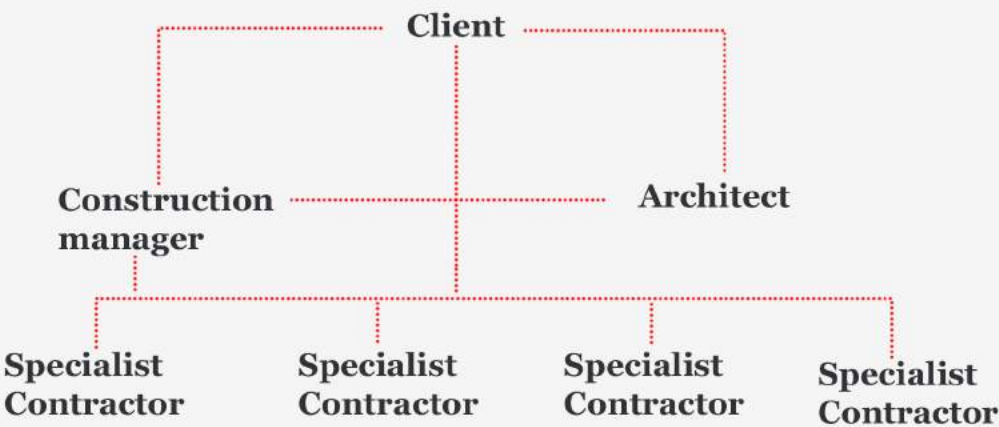 Client
Construction
manager
Architect
Specialist
Contractor
Specialist
Contractor
Specialist
Contractor
Specialist
Contractor